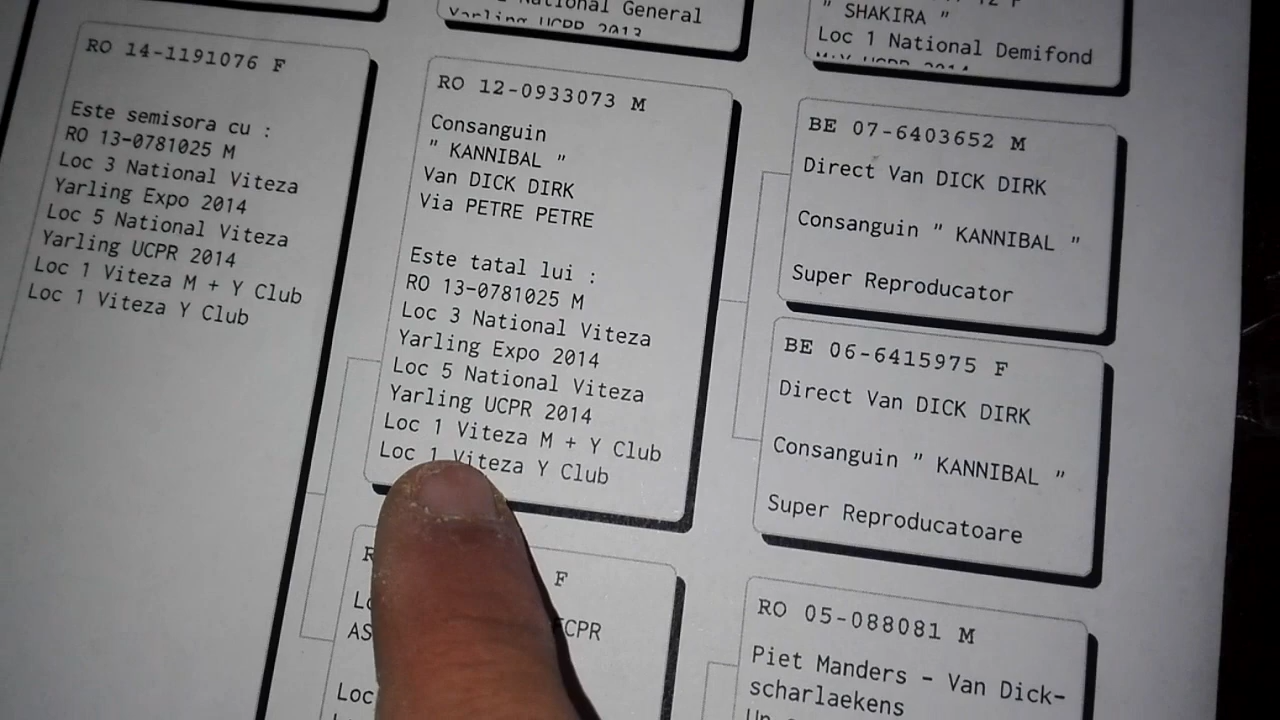 RO 14-1191076 F
Este semisora cu :
RO 13-0781025 M
Loc 3 National Viteza
Yarling Expo 2014
Loc 5 National Viteza
Yarling UCPR 2014
Loc 1 Viteza M + Y Club
Loc 1 Viteza Y Club
National General
Yarling UCPR 2013
RO 12-0933073 M
Consanguin
" KANNIBAL "
Van DICK DIRK
Via PETRE PETRE
Este tatal lui :
RO 13-0781025 M
Loc 3 National Viteza
Yarling Expo 2014
Loc 5 National Viteza
Yarling UCPR 2014
Loc 1 Viteza M + Y Club
Loc 1 Viteza Y Club
F
Loc
" SHAKIRA "
Loc 1 National Demifond
BE 07-6403652 M
Direct Van DICK DIRK
Consanguin " KANNIBAL "
Super Reproducator
BE 06-6415975 F
Direct Van DICK DIRK
Consanguin " KANNIBAL "
Super Reproducatoare
RO 05-088081 M
Piet Manders - Van Dick-
scharlaekens